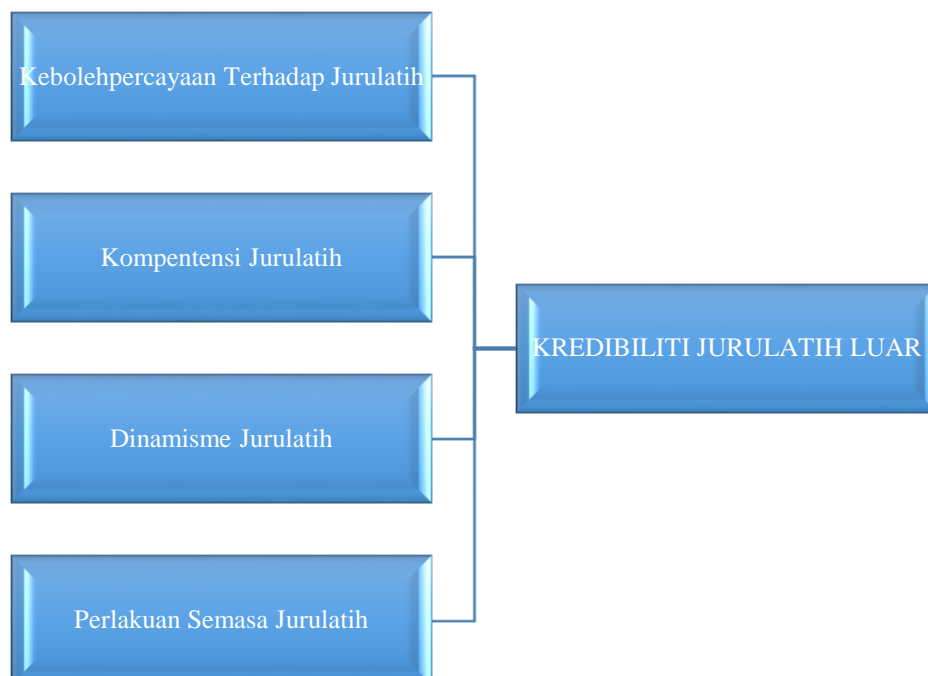 Kebolehpercayaan Terhadap Jurulatih
Kompentensi Jurulatih
KREDIBILITI JURULATIH LUAR
Dinamisme Jurulatih
Perlakuan Semasa Jurulatih